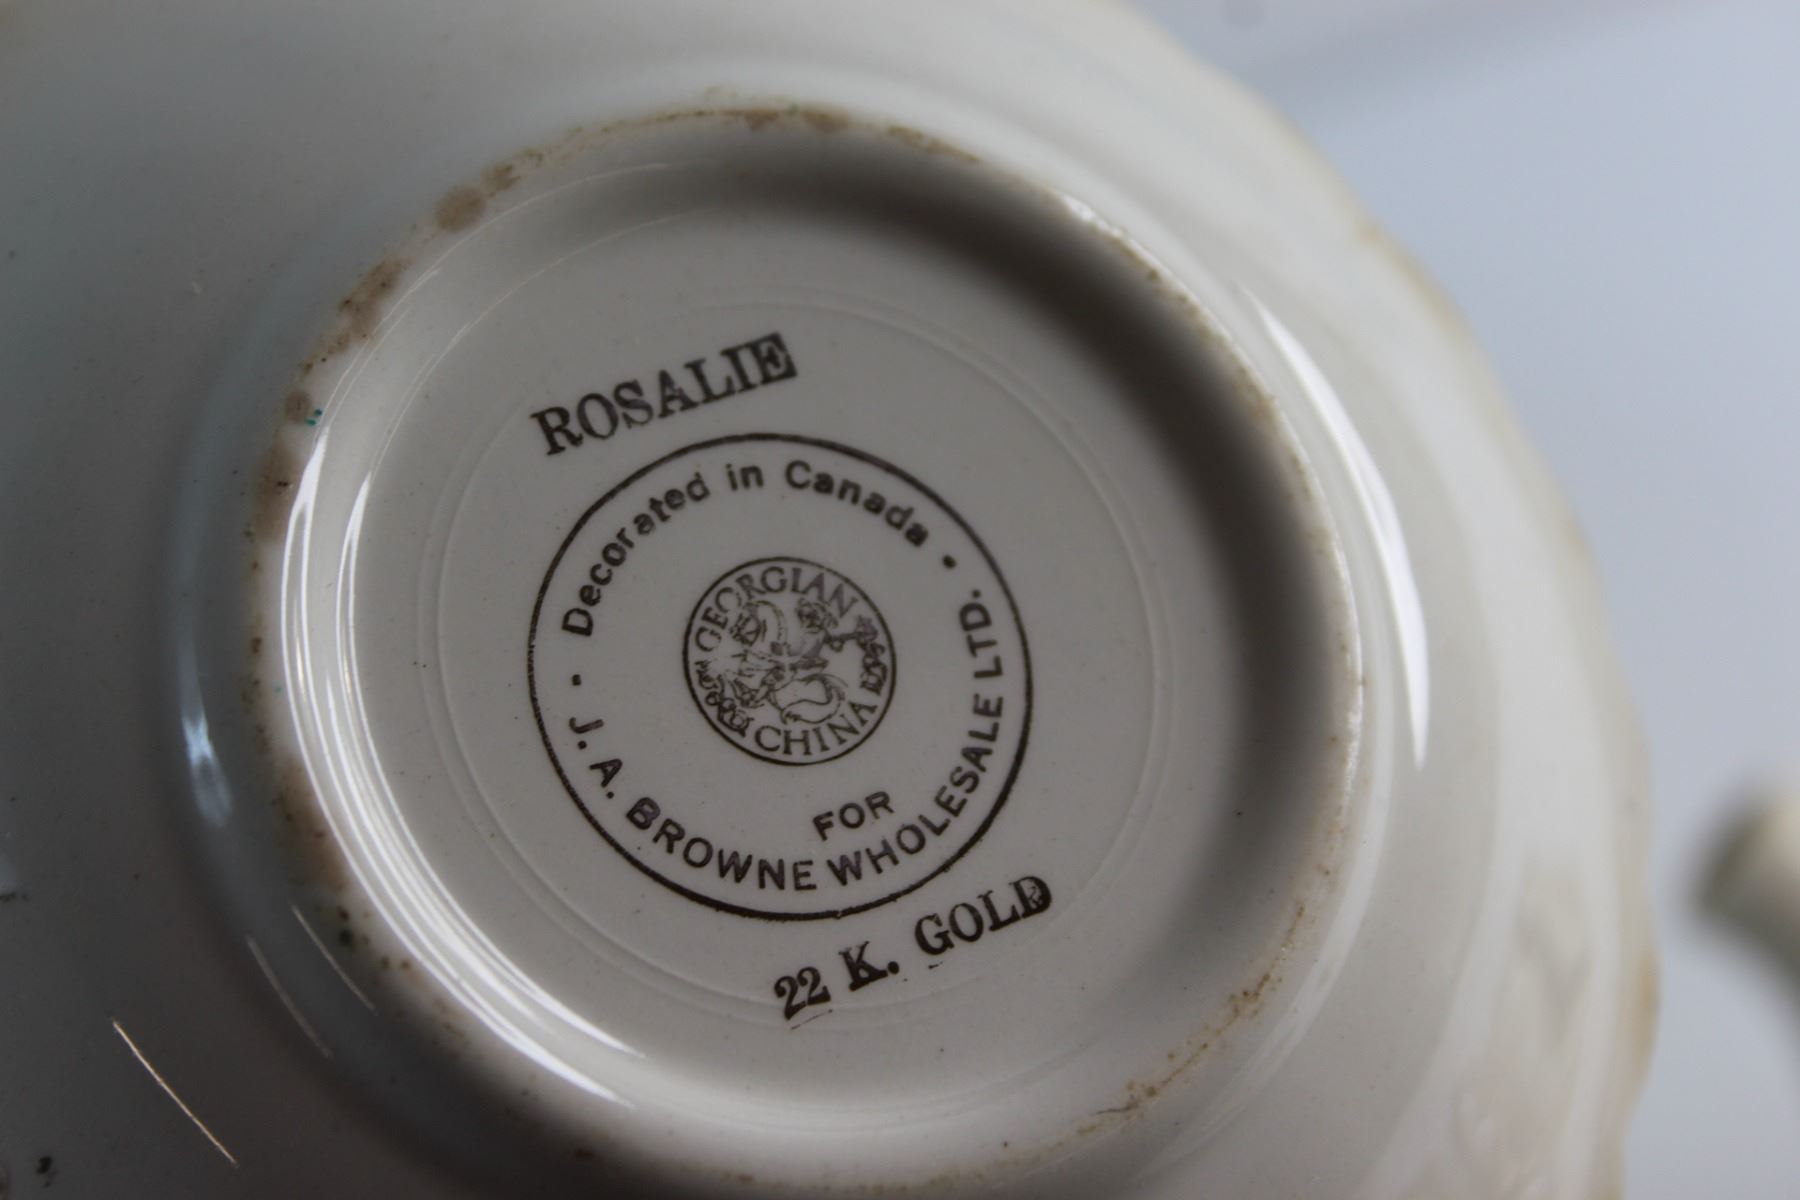 ROSALIE
Decorated in Canada
GEORGIAN
CHINA
FOR
J. A. BROWNE WHOLESALE LTD.
22 K. GOLD